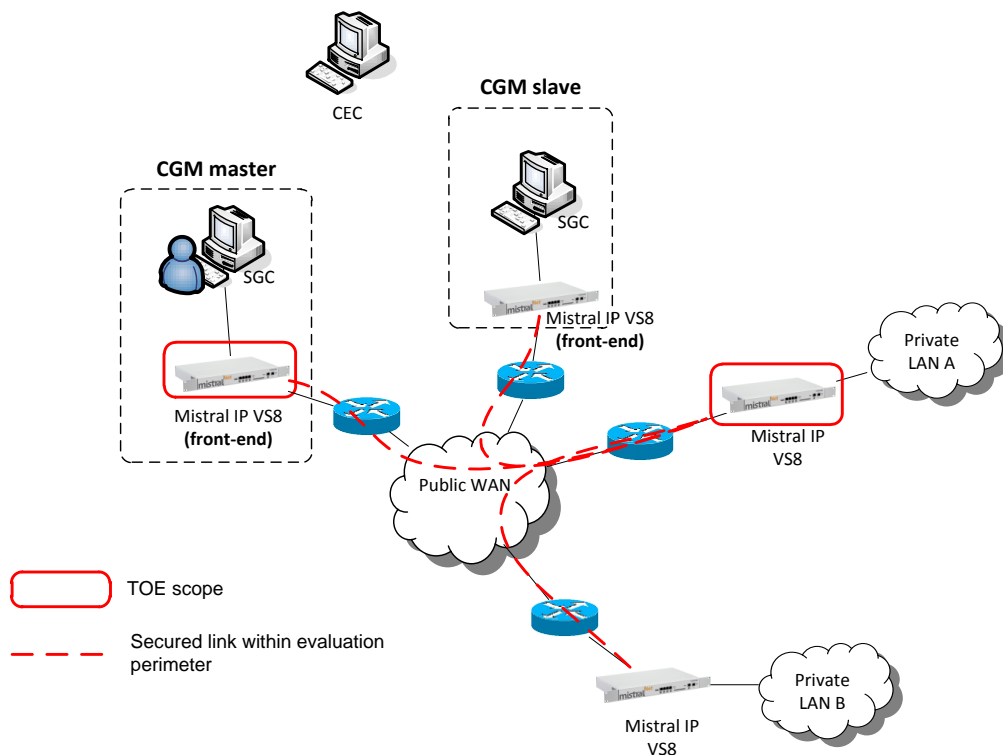 CEC
CGM slave
CGM master
SGC
SGC
Mistral IP VS8
(front-end)
Private
LAN A
mistral
Mistral IP VS8
(front-end)
Mistral IP
VS8
Public WAN
TOE scope
Secured link within evaluation
perimeter
Private
LAN B
Mistral IP
VS8